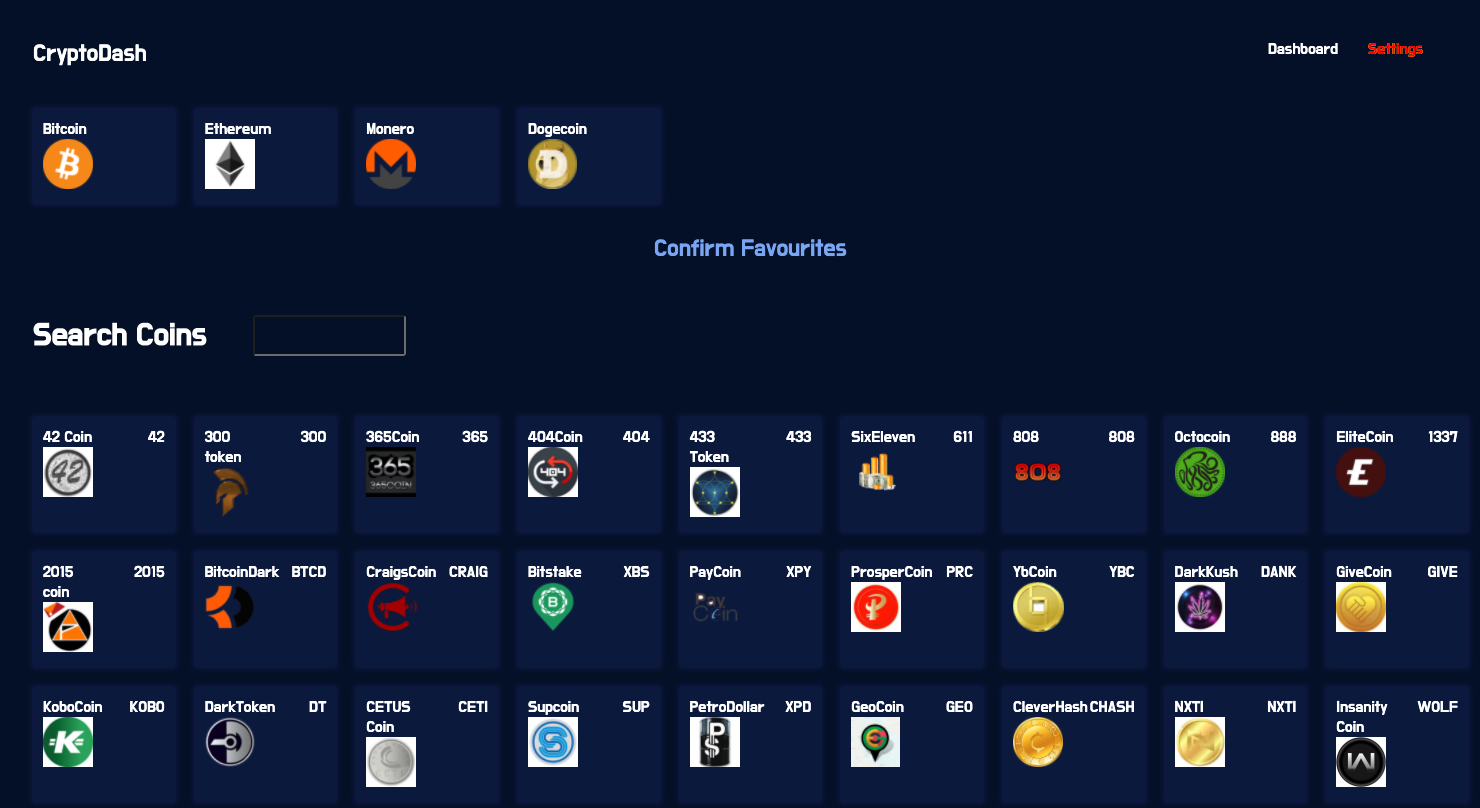 CryptoDash
Dashboard Settings
Bitcoin Ethereum Monero Dogecoin
Confirm Favourites
Search Coins
42 Coin 42 300 300 365Coin 365 404Coin 404 433 433 SixEleven 611 808 808 Octocoin 888 EliteCoin 1337
token Token
42 365 404 808
365COIN
2015 2015 BitcoinDark BTCD CraigsCoin CRAIG Bitstake XBS PayCoin XPY ProsperCoin PRC YbCoin YBC DarkKush DANK GiveCoin GIVE
coin
B Pay
Coin
KoboCoin KOBO DarkToken DT CETUS CETI Supcoin SUP PetroDollar XPD GeoCoin GEO CleverHash CHASH NXTI NXTI Insanity WOLF
Coin Coin
K S P
$